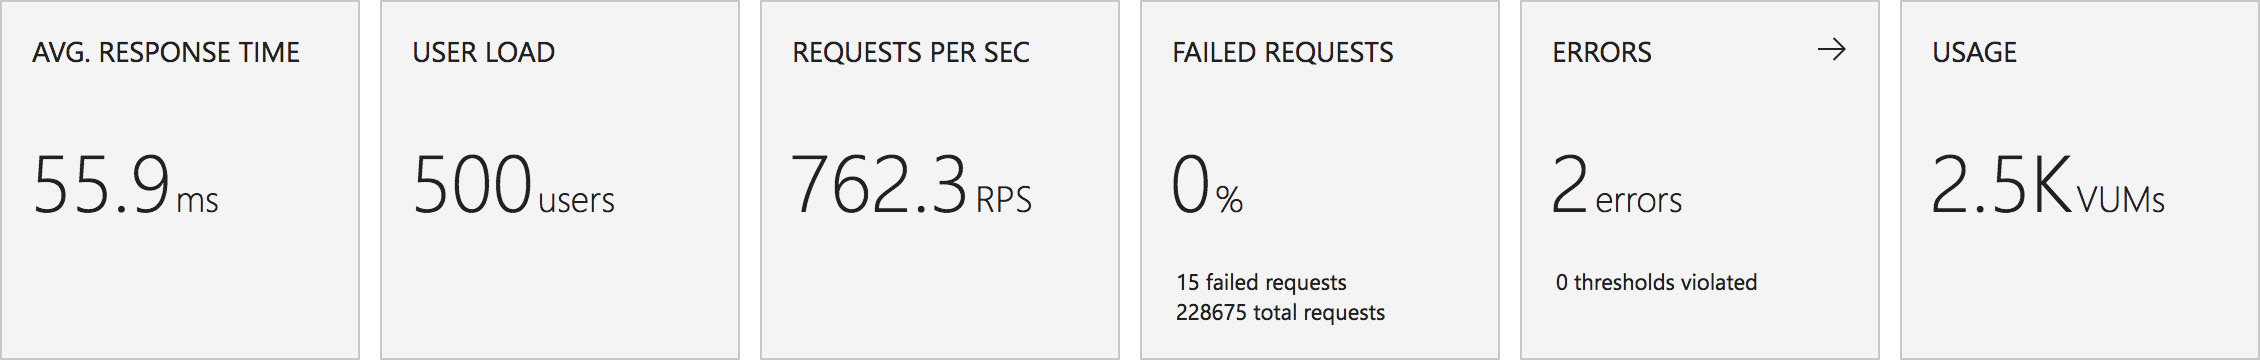 AVG. RESPONSE TIME
55.9 ms
USER LOAD
500 users
REQUESTS PER SEC
762.3 RPS
FAILED REQUESTS
0 %
15 failed requests
228675 total requests
ERRORS
2 errors
0 thresholds violated
USAGE
2.5K VUMs